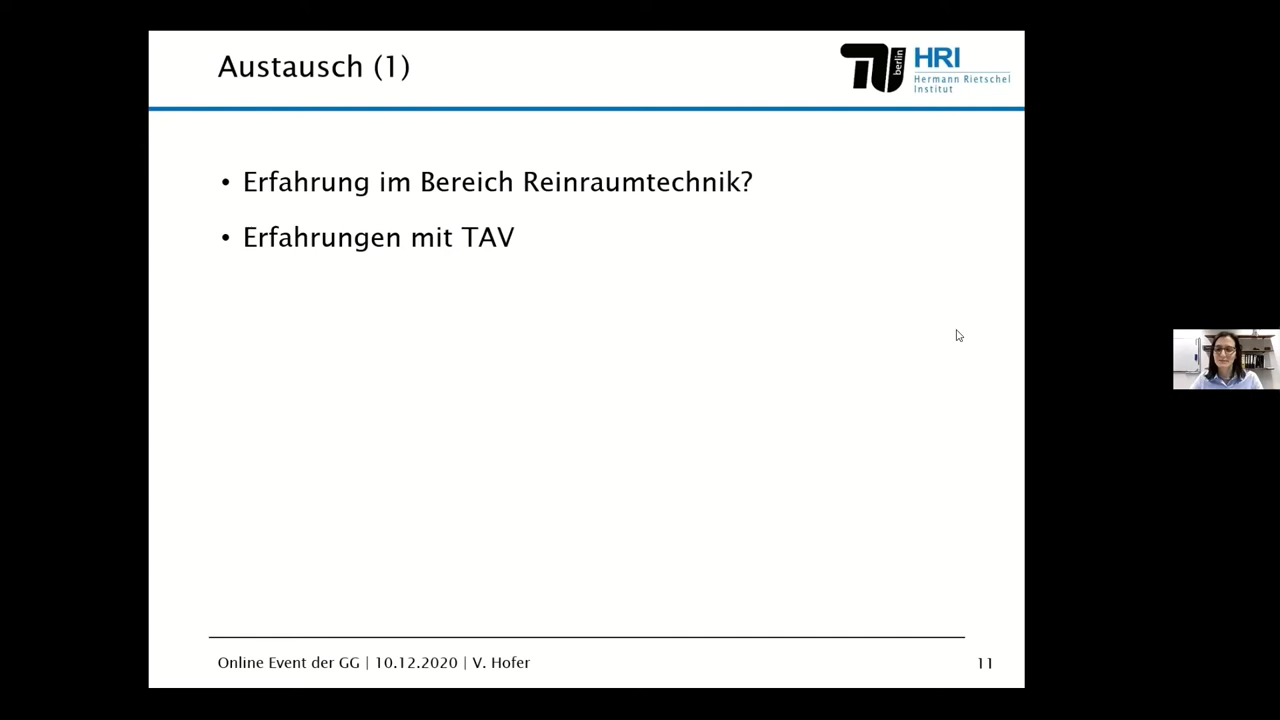 Austausch (1)
berlin
HRI
Hermann Rietschel
Institut
• Erfahrung im Bereich Reinraumtechnik?
• Erfahrungen mit TAV
Online Event der GG | 10.12.2020 | V. Hofer
11